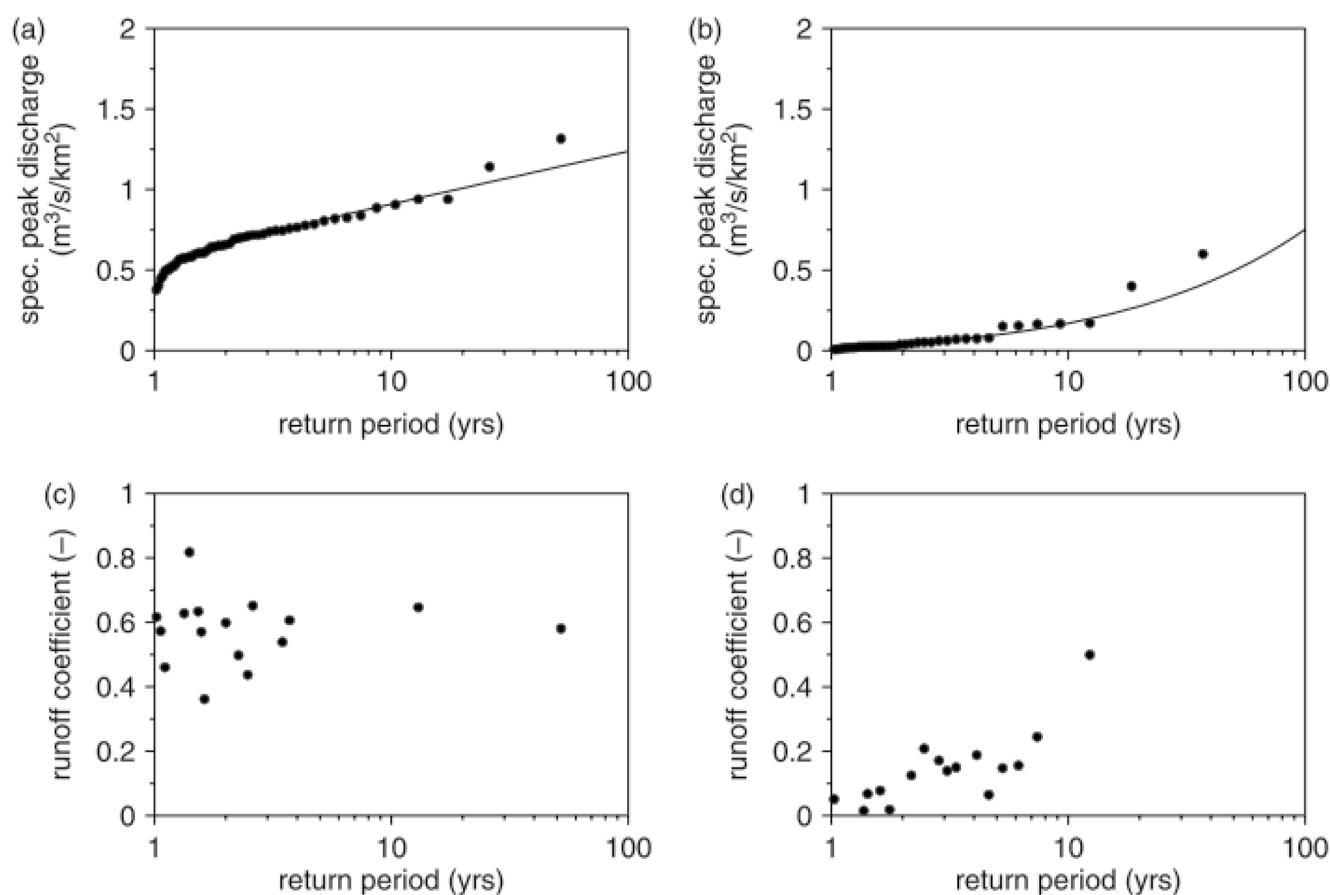 (a)
spec. peak discharge
(m³/s/km²)
2
1.5
1
0.5
0
1
10
100
return period (yrs)
(b)
spec. peak discharge
(m³/s/km²)
2
1.5
1
0.5
0
1
10
100
return period (yrs)
(c)
runoff coefficient (–)
1
0.8
0.6
0.4
0.2
0
1
10
100
return period (yrs)
(d)
runoff coefficient (–)
1
0.8
0.6
0.4
0.2
0
1
10
100
return period (yrs)